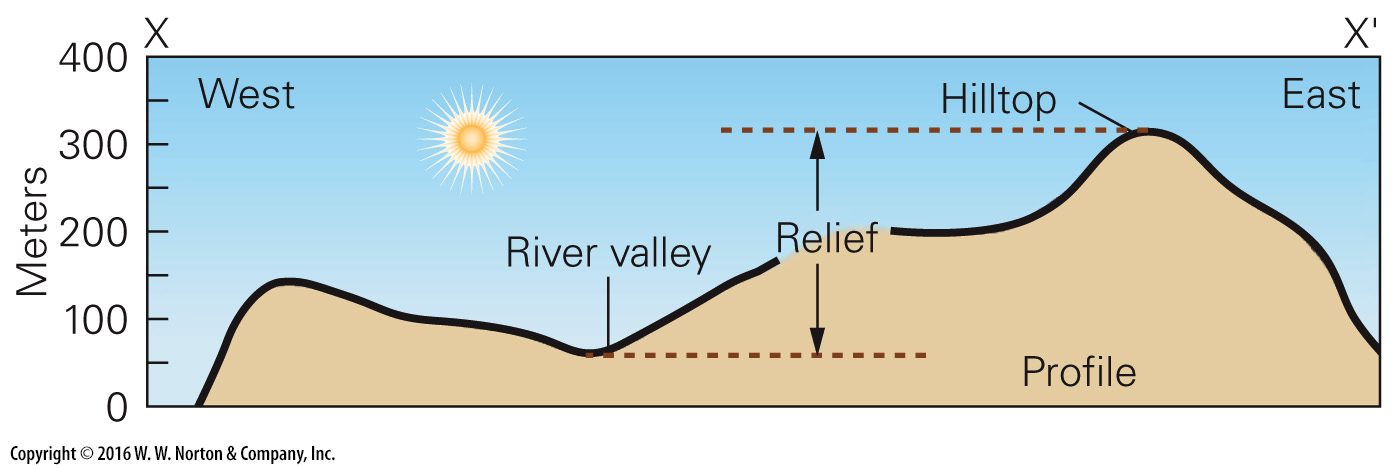 X
X'
400
West
Hilltop
East
300
Meters
200
Relief
River valley
100
Profile
0
Copyright © 2016 W. W. Norton & Company, Inc.